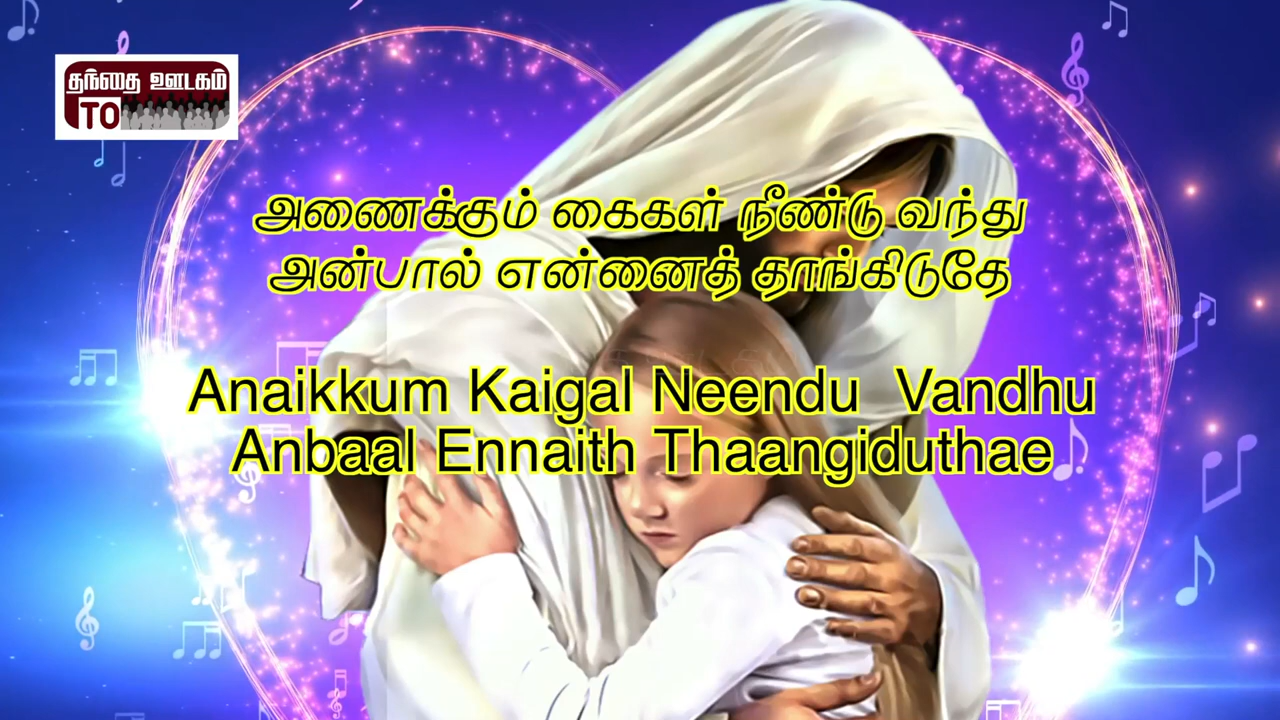 தந்தை ஊடகம்
TO
அணைக்கும் கைகள் நீண்டு வந்து
அன்பால் என்னைத் தாங்கிடுதே
Anaikkum Kaigal Neendu Vandhu
Anbaal Ennaith Thaangiduthae